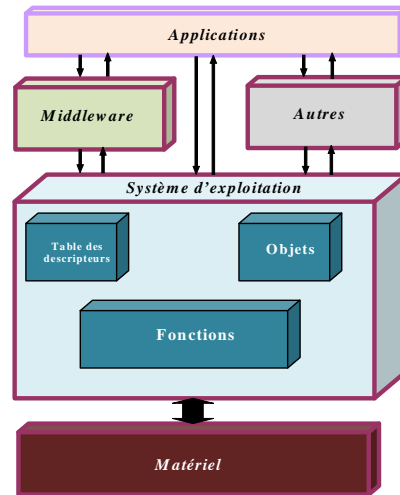 Applications
Middleware
Autres
Système d'exploitation
Table des
descripteurs
Objets
Fonctions
Matériel